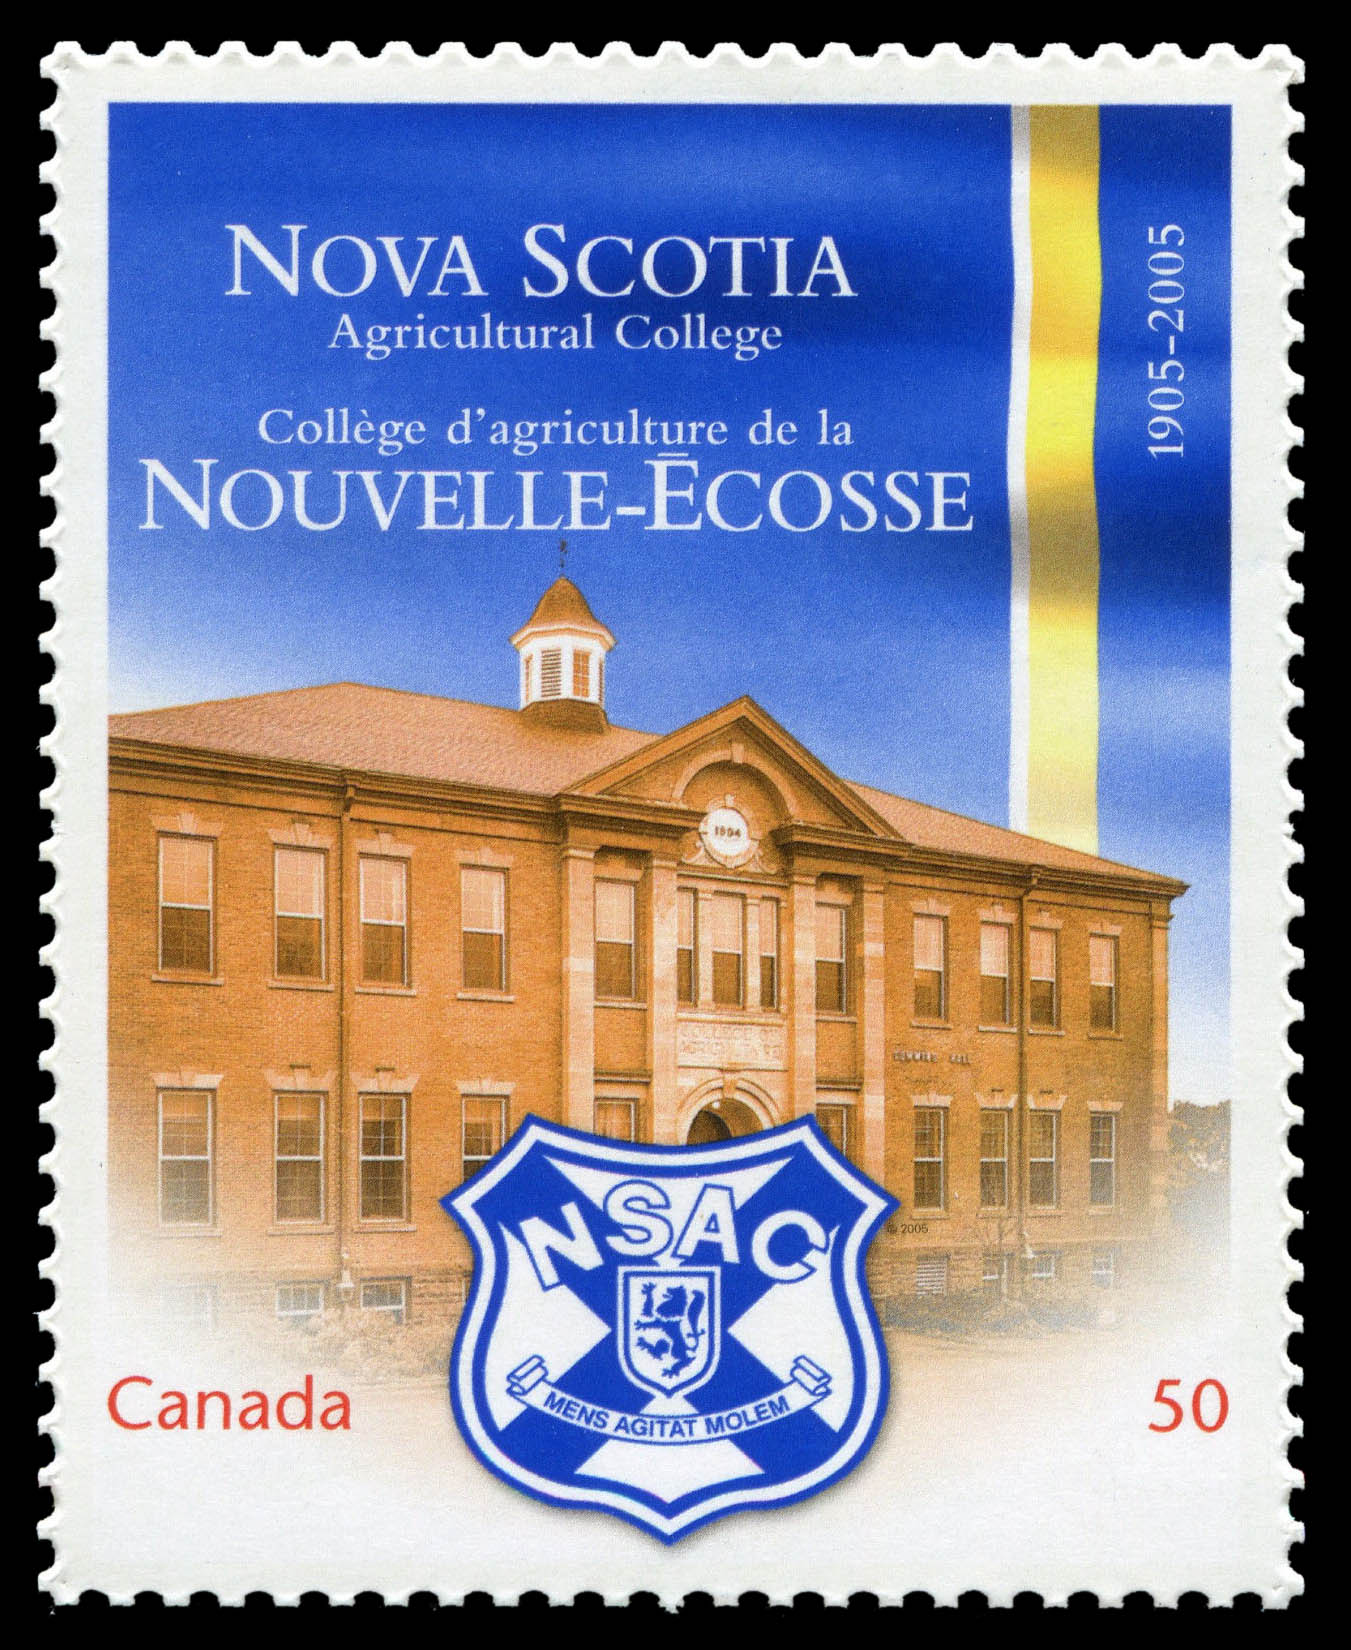 NOVA SCOTIA
Agricultural College
Collège d'agriculture de la
NOUVELLE-ÉCOSSE
1905-2005
1894
© 2005
NSAC
MENS AGITAT MOLEM
Canada
50